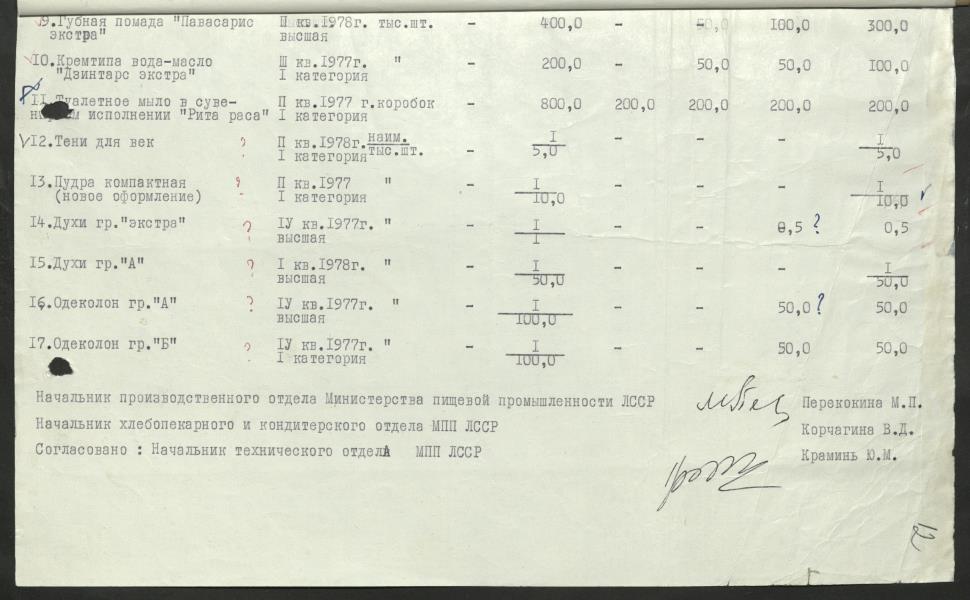 9.Губная помада "Павасарис II кв.1978г. тыс.шт. - 400,0 - 50,0 100,0 300,0
экстра" высшая
10.Кремтипа вода-масло Ш кв.1977г. " - 200,0 - 50,0 50,0 100,0
"Дзинтарс экстра" I категория
11.Туалетное мыло в суве- П кв.1977 г.коробок - 800,0 200,0 200,0 200,0 200,0
исполнении "Рита раса" I категория
√12.Тени для век ? П кв.1978г. наим. - I - - - I
I категория тыс.шт. 5,0 5,0
13.Пудра компактная ? П кв.1977 " - I - - - I
(новое оформление) I категория 10,0 10,0
14.Духи гр."экстра" ? IУ кв.1977г. " - I - - 0,5 ? 0,5
высшая I
15.Духи гр."А" ? I кв.1978г. " - I - - - I
высшая 50,0 50,0
16.Одеколон гр."А" ? IУ кв.1977г. " - I - - 50,0 ? 50,0
высшая 100,0
17.Одеколон гр."Б" ? IУ кв.1977г. " - I - - 50,0 50,0
I категория 100,0
Начальник производственного отдела Министерства пищевой промышленности ЛССР Перекокина М.П.
Начальник хлебопекарного и кондитерского отдела МПП ЛССР Корчагина В.Д.
Согласовано : Начальник технического отделА МПП ЛССР Краминь Ю.М.
12